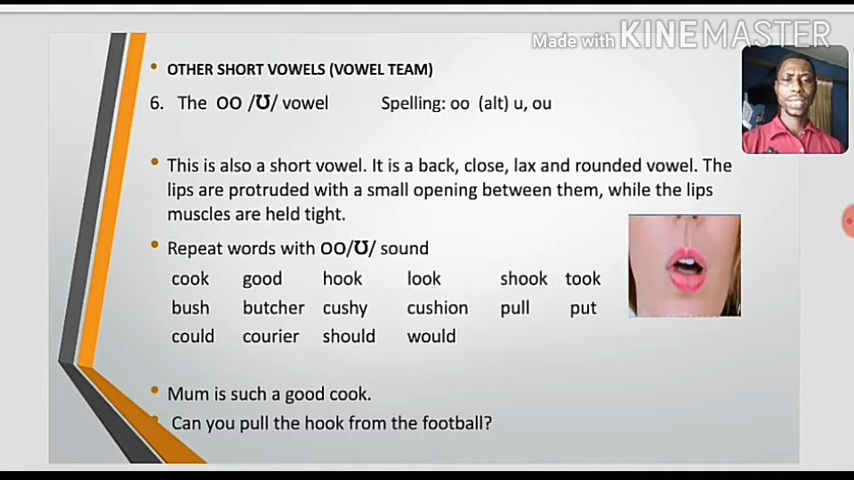 Made with KINEMASTER
• OTHER SHORT VOWELS (VOWEL TEAM)
6. The OO /Ʊ/ vowel Spelling: oo (alt) u, ou
• This is also a short vowel. It is a back, close, lax and rounded vowel. The
lips are protruded with a small opening between them, while the lips
muscles are held tight.
• Repeat words with OO/Ʊ/ sound
cook good hook look shook took
bush butcher cushy cushion pull put
could courier should would
• Mum is such a good cook.
• Can you pull the hook from the football?